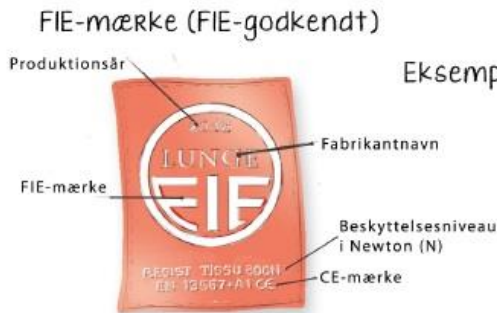 FIE-mærke (FIE-godkendt)
Produktionsår
Eksemp
LUNGE
Fabrikantnavn
FIE-mærke
FIE
Beskyttelsesniveau
i Newton (N)
REGIST TISSU 800N
CE-mærke
EN 13567+A1 CE